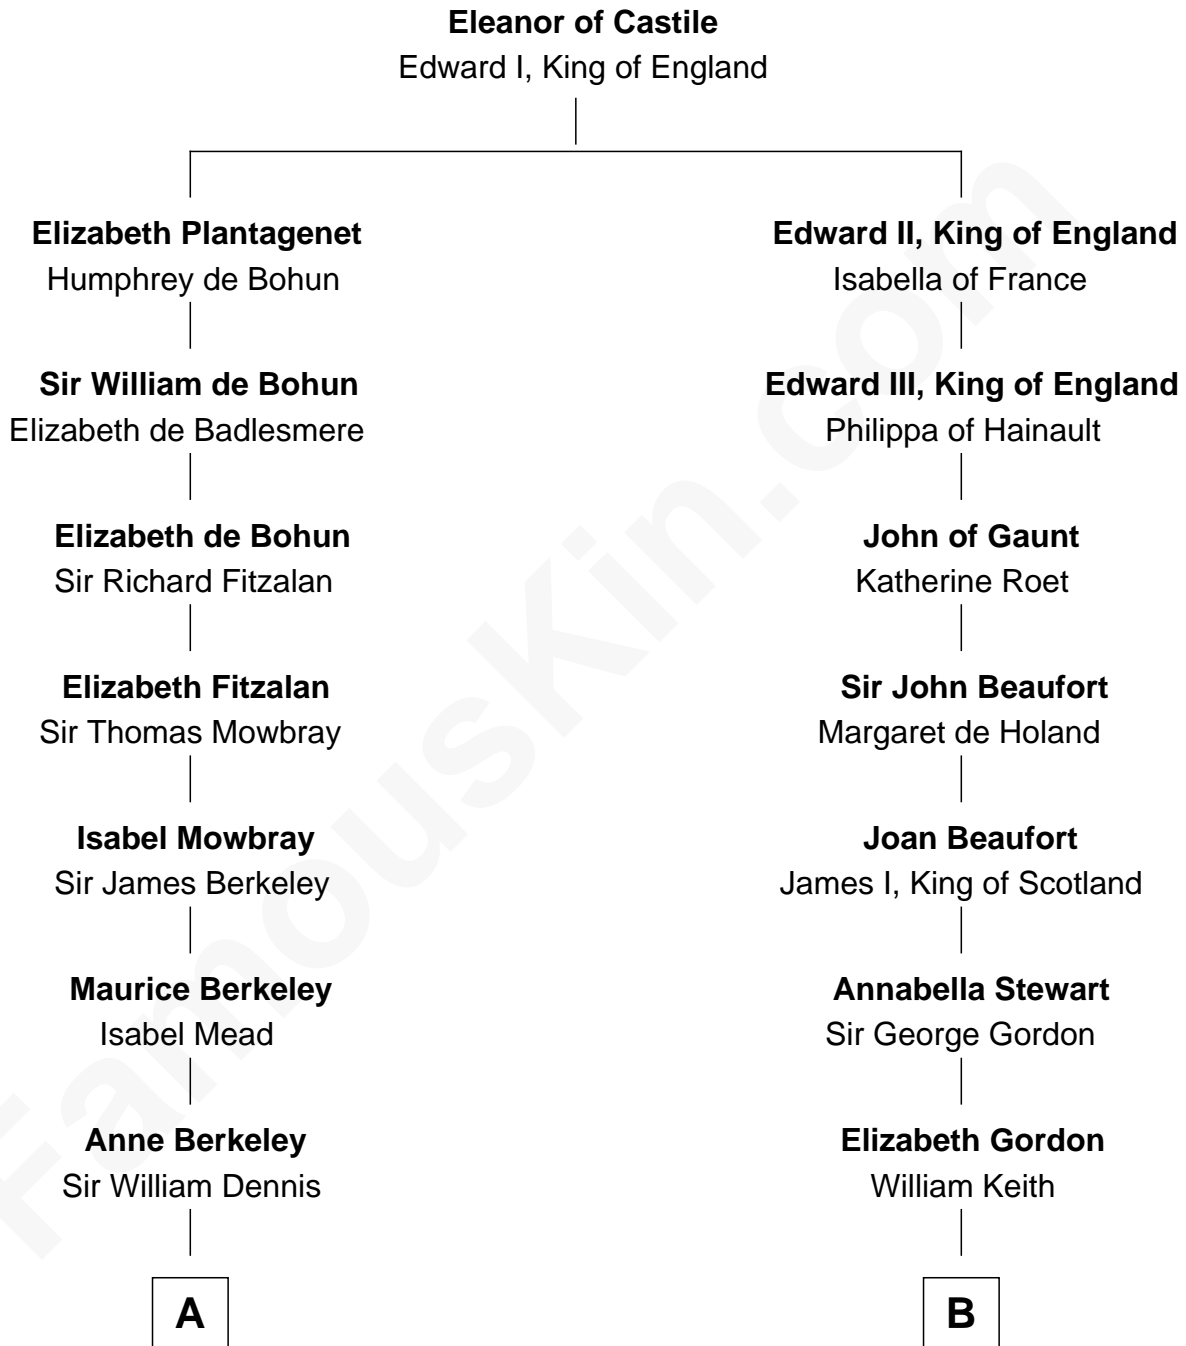 Eleanor of Castile
Edward I, King of England
Elizabeth Plantagenet
Humphrey de Bohun
Edward II, King of England
Isabella of France
Sir William de Bohun
Elizabeth de Badlesmere
Edward III, King of England
Philippa of Hainault
Elizabeth de Bohun
Sir Richard Fitzalan
John of Gaunt
Katherine Roet
Elizabeth Fitzalan
Sir Thomas Mowbray
Sir John Beaufort
Margaret de Holand
Isabel Mowbray
Sir James Berkeley
Joan Beaufort
James I, King of Scotland
Maurice Berkeley
Isabel Mead
Annabella Stewart
Sir George Gordon
Anne Berkeley
Sir William Dennis
Elizabeth Gordon
William Keith
A
B
FamousKin.com